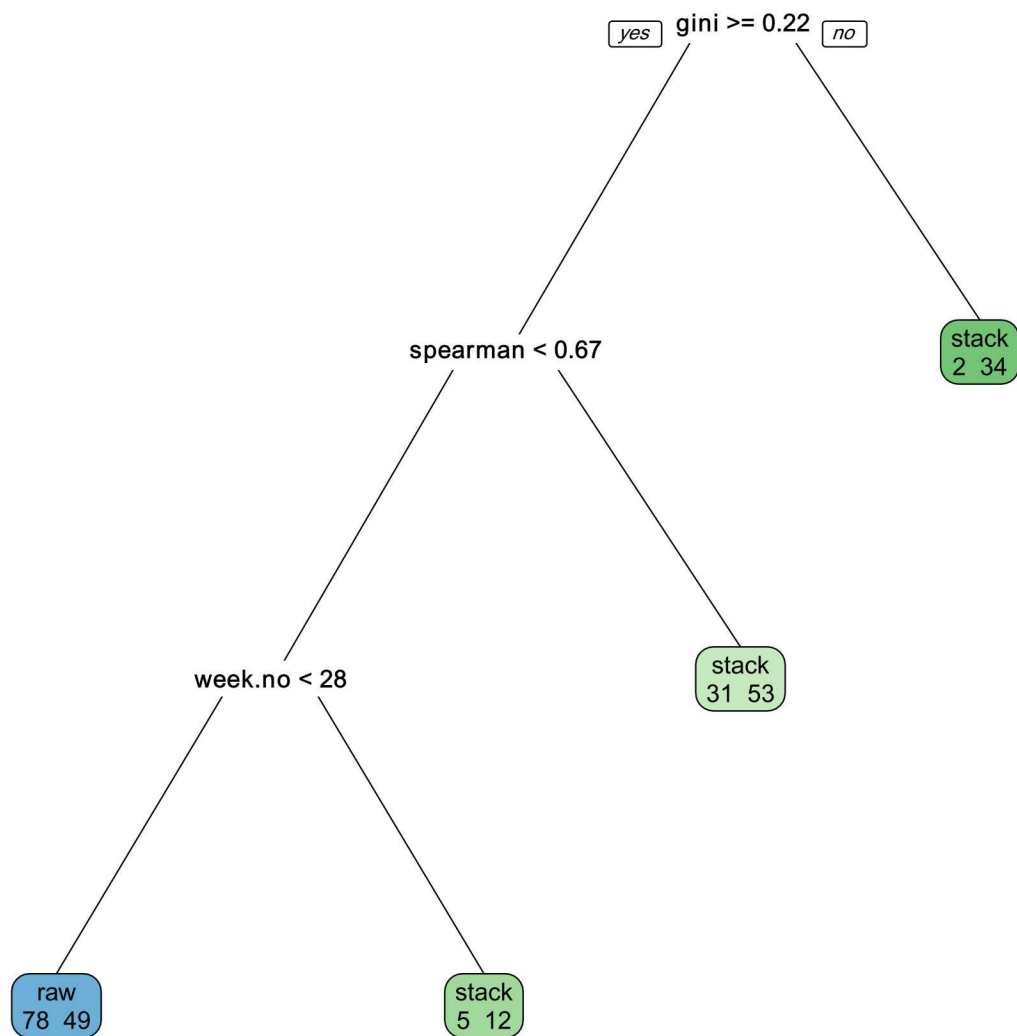 yes gini >= 0.22 no
spearman < 0.67
stack
2 34
week.no < 28
stack
31 53
raw
78 49
stack
5 12